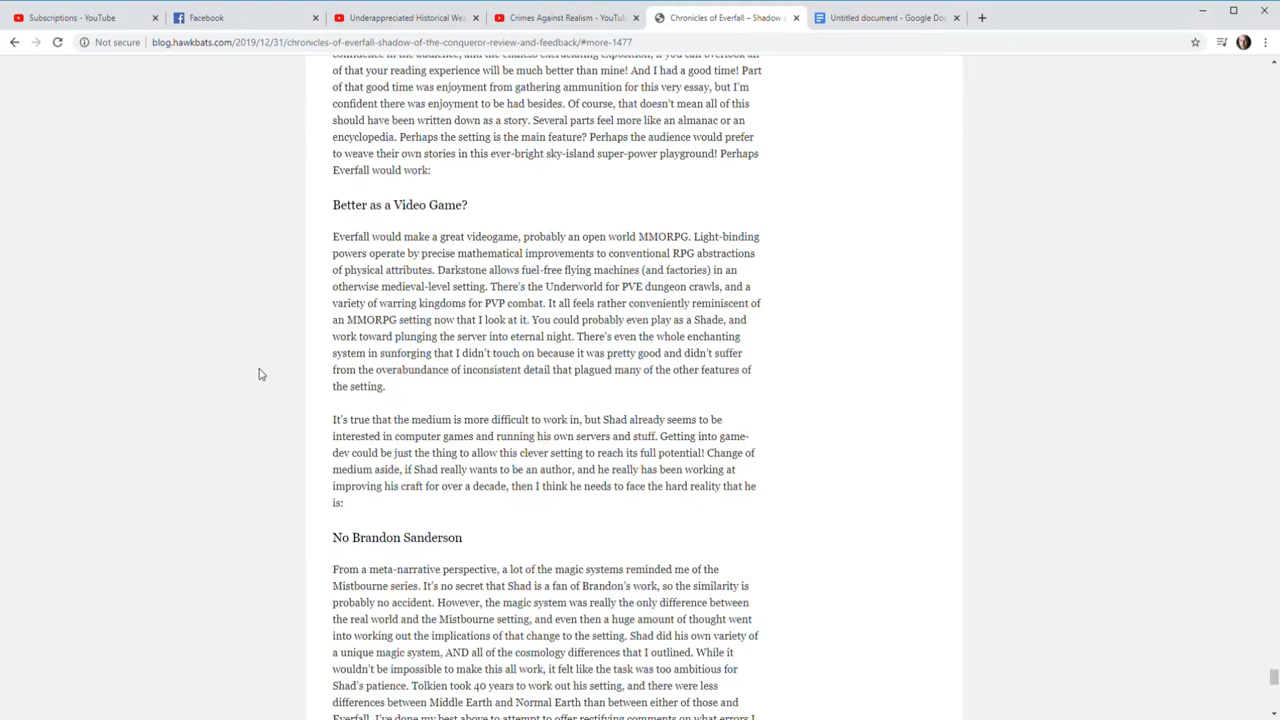 Subscriptions - YouTube
Facebook
Underappreciated Historical Wea
Crimes Against Realism - YouTub
Chronicles of Everfall – Shadow o
Untitled document - Google Doc
Not secure
blog.hawkbats.com/2019/12/31/chronicles-of-everfall-shadow-of-the-conqueror-review-and-feedback/#more-1477
confidence in the audience, and the endless excruciating exposition, if you can overlook all
of that your reading experience will be much better than mine! And I had a good time! Part
of that good time was enjoyment from gathering ammunition for this very essay, but I'm
confident there was enjoyment to be had besides. Of course, that doesn't mean all of this
should have been written down as a story. Several parts feel more like an almanac or an
encyclopedia. Perhaps the setting is the main feature? Perhaps the audience would prefer
to weave their own stories in this ever-bright sky-island super-power playground! Perhaps
Everfall would work:
Better as a Video Game?
Everfall would make a great videogame, probably an open world MMORPG. Light-binding
powers operate by precise mathematical improvements to conventional RPG abstractions
of physical attributes. Darkstone allows fuel-free flying machines (and factories) in an
otherwise medieval-level setting. There's the Underworld for PVE dungeon crawls, and a
variety of warring kingdoms for PVP combat. It all feels rather conveniently reminiscent of
an MMORPG setting now that I look at it. You could probably even play as a Shade, and
work toward plunging the server into eternal night. There's even the whole enchanting
system in sunforging that I didn't touch on because it was pretty good and didn't suffer
from the overabundance of inconsistent detail that plagued many of the other features of
the setting.
It's true that the medium is more difficult to work in, but Shad already seems to be
interested in computer games and running his own servers and stuff. Getting into game-
dev could be just the thing to allow this clever setting to reach its full potential! Change of
medium aside, if Shad really wants to be an author, and he really has been working at
improving his craft for over a decade, then I think he needs to face the hard reality that he
is:
No Brandon Sanderson
From a meta-narrative perspective, a lot of the magic systems reminded me of the
Mistbourne series. It's no secret that Shad is a fan of Brandon's work, so the similarity is
probably no accident. However, the magic system was really the only difference between
the real world and the Mistbourne setting, and even then a huge amount of thought went
into working out the implications of that change to the setting. Shad did his own variety of
a unique magic system, AND all of the cosmology differences that I outlined. While it
wouldn't be impossible to make this all work, it felt like the task was too ambitious for
Shad's patience. Tolkien took 40 years to work out his setting, and there were less
differences between Middle Earth and Normal Earth than between either of those and
Everfall. I've done my best above to attempt to offer rectifying comments on what errors I